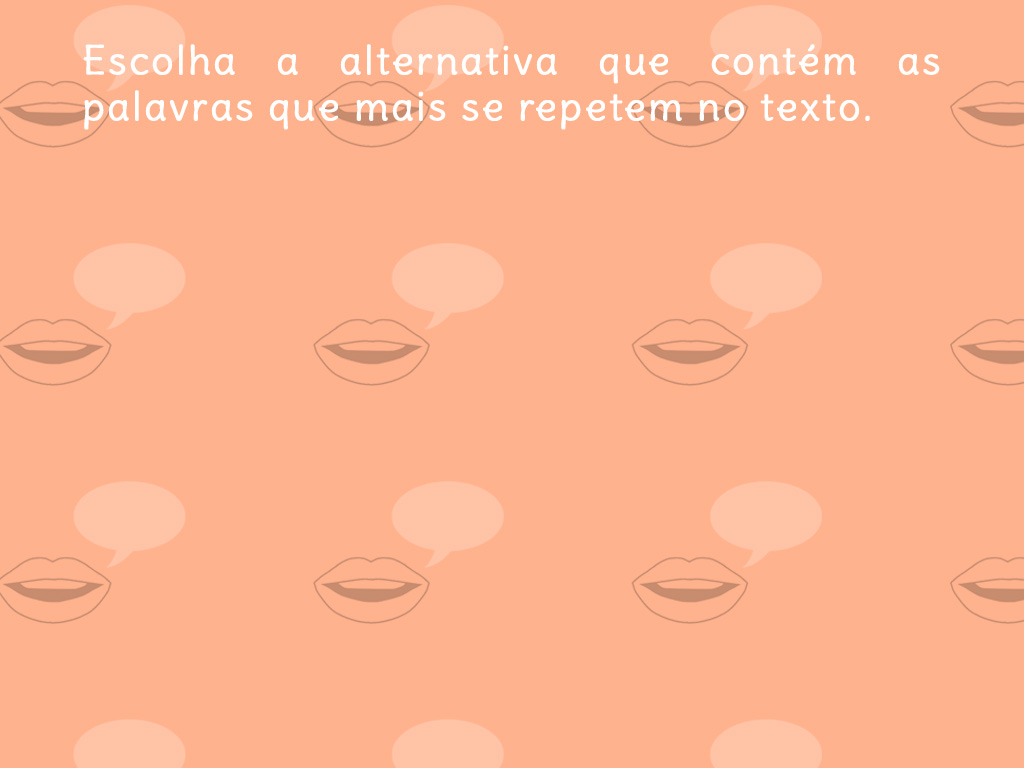 Escolha a alternativa que contém as
palavras que mais se repetem no texto.